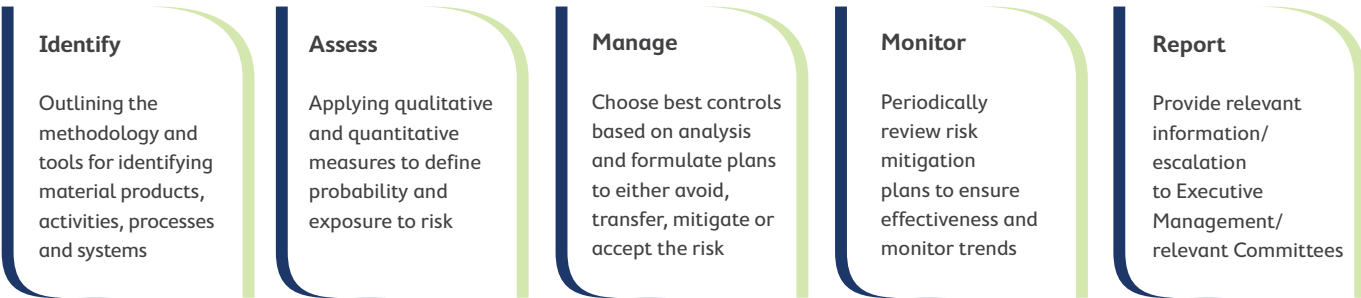 Identify
Outlining the
methodology and
tools for identifying
material products,
activities, processes
and systems
Assess
Applying qualitative
and quantitative
measures to define
probability and
exposure to risk
Manage
Choose best controls
based on analysis
and formulate plans
to either avoid,
transfer, mitigate or
accept the risk
Monitor
Periodically
review risk
mitigation
plans to ensure
effectiveness and
monitor trends
Report
Provide relevant
information/
escalation
to Executive
Management/
relevant Committees